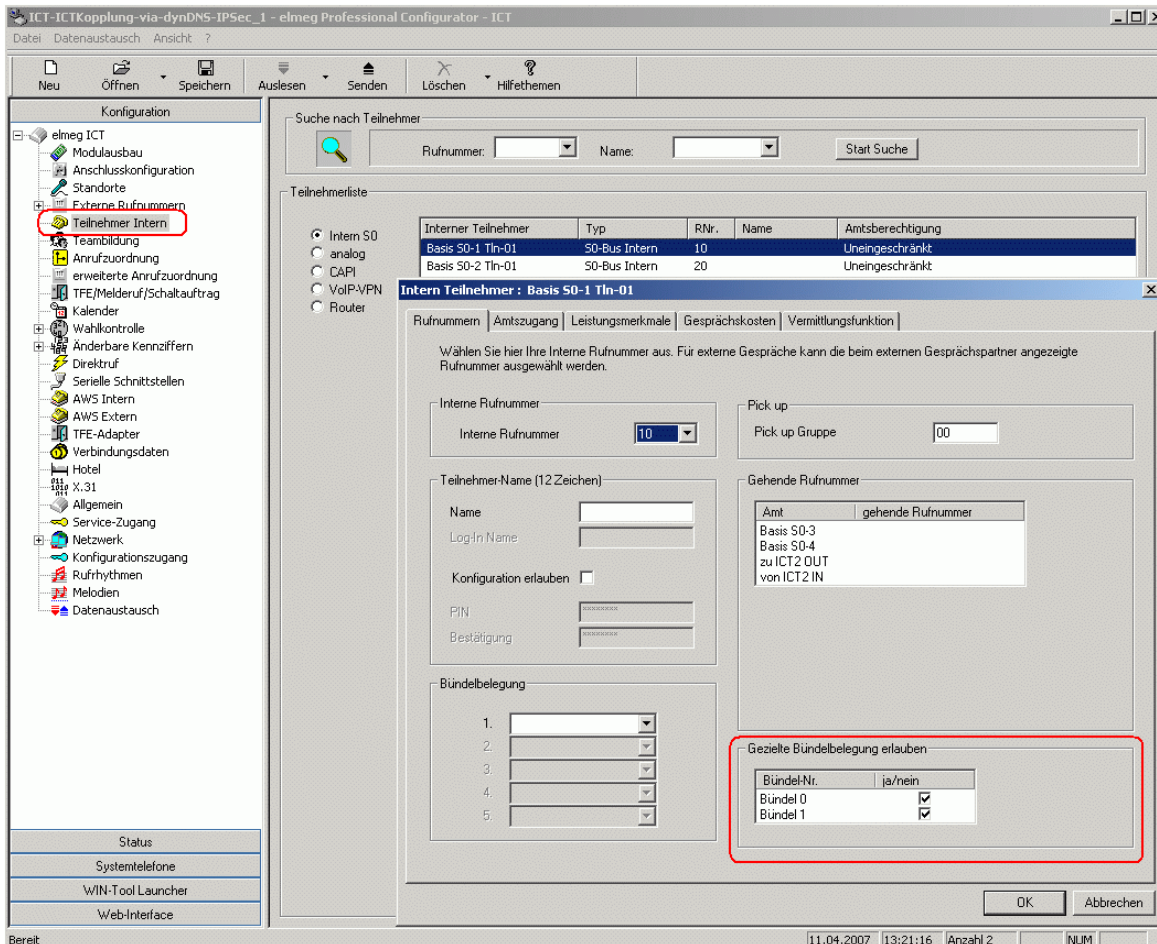 ICT-ICTKopplung-via-dynDNS-IPSec_1 - elmeg Professional Configurator - ICT
Datei Datenaustausch Ansicht ?
Neu Öffnen Speichern Auslesen Senden Löschen Hilfethemen
Konfiguration
elmeg ICT
Modulausbau
Anschlusskonfiguration
Standorte
Externe Rufnummern
Teilnehmer Intern
Teambildung
Anrufzuordnung
erweiterte Anrufzuordnung
TFE/Melderuf/Schaltauftrag
Kalender
Wahlkontrolle
Änderbare Kennziffern
Direktruf
Serielle Schnittstellen
AWS Intern
AWS Extern
TFE-Adapter
Verbindungsdaten
Hotel
X.31
Allgemein
Service-Zugang
Netzwerk
Konfigurationszugang
Rufrhythmen
Melodien
Datenaustausch
Status
Systemtelefone
WIN-Tool Launcher
Web-Interface
Suche nach Teilnehmer
Rufnummer: Name: Start Suche
Teilnehmerliste
Intern S0
analog
CAPI
VoIP-VPN
Router
Interner Teilnehmer Typ RNr. Name Amtsberechtigung
Basis S0-1 Tln-01 S0-Bus Intern 10 Uneingeschränkt
Basis S0-2 Tln-01 S0-Bus Intern 20 Uneingeschränkt
Intern Teilnehmer : Basis S0-1 Tln-01
Rufnummern Amtszugang Leistungsmerkmale Gesprächskosten Vermittlungsfunktion
Wählen Sie hier Ihre Interne Rufnummer aus. Für externe Gespräche kann die beim externen Gesprächspartner angezeigte
Rufnummer ausgewählt werden.
Interne Rufnummer
Interne Rufnummer 10
Pick up
Pick up Gruppe 00
Teilnehmer-Name (12 Zeichen)
Name
Log-In Name
Konfiguration erlauben
PIN xxxxxxxx
Bestätigung xxxxxxxx
Gehende Rufnummer
Amt gehende Rufnummer
Basis S0-3
Basis S0-4
zu ICT2 OUT
von ICT2 IN
Bündelbelegung
1.
2.
3.
4.
5.
Gezielte Bündelbelegung erlauben
Bündel-Nr. ja/nein
Bündel 0
Bündel 1
OK Abbrechen
Bereit 11.04.2007 13:21:16 Anzahl 2 NUM